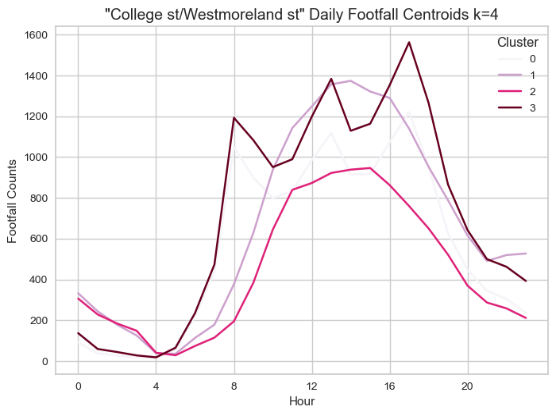 "College st/Westmoreland st" Daily Footfall Centroids k=4
1600
1400
1200
1000
800
600
400
200
0
Footfall Counts
Cluster
0
1
2
3
0 4 8 12 16 20
Hour